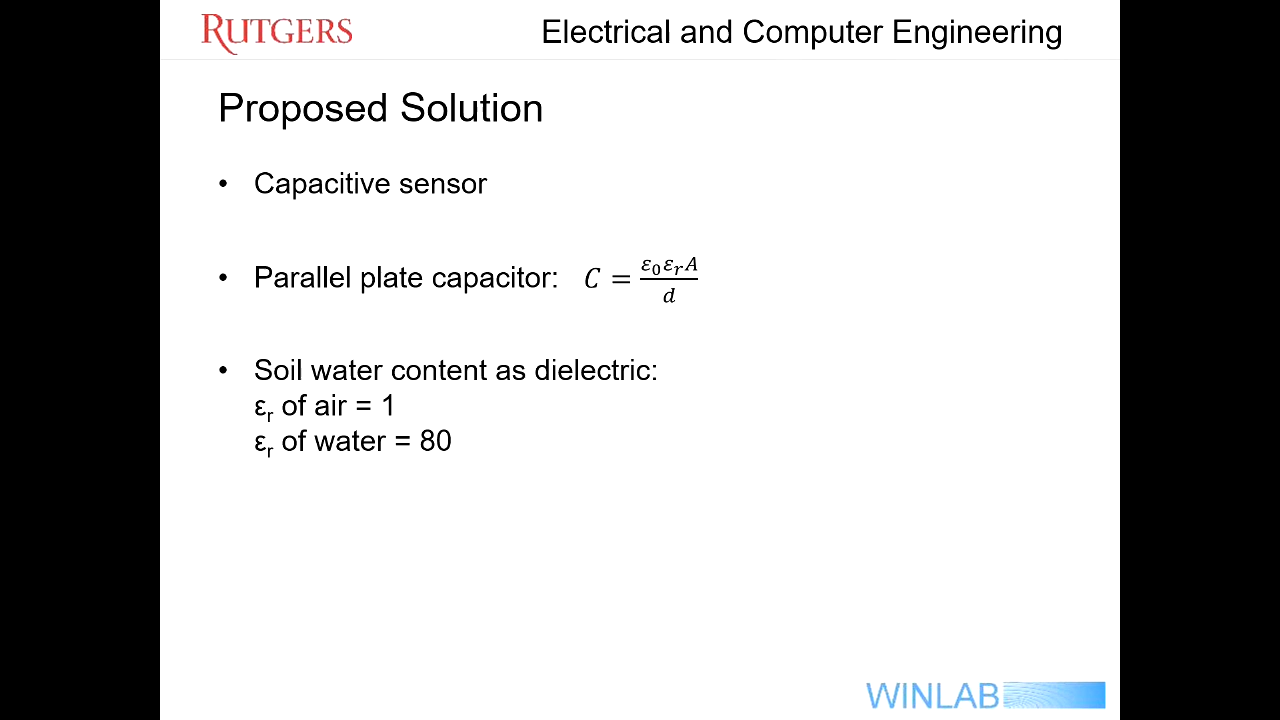 RUTGERS
Electrical and Computer Engineering
Proposed Solution
• Capacitive sensor
• Parallel plate capacitor: C = ε₀εᵣA/d
• Soil water content as dielectric:
εᵣ of air = 1
εᵣ of water = 80
WINLAB